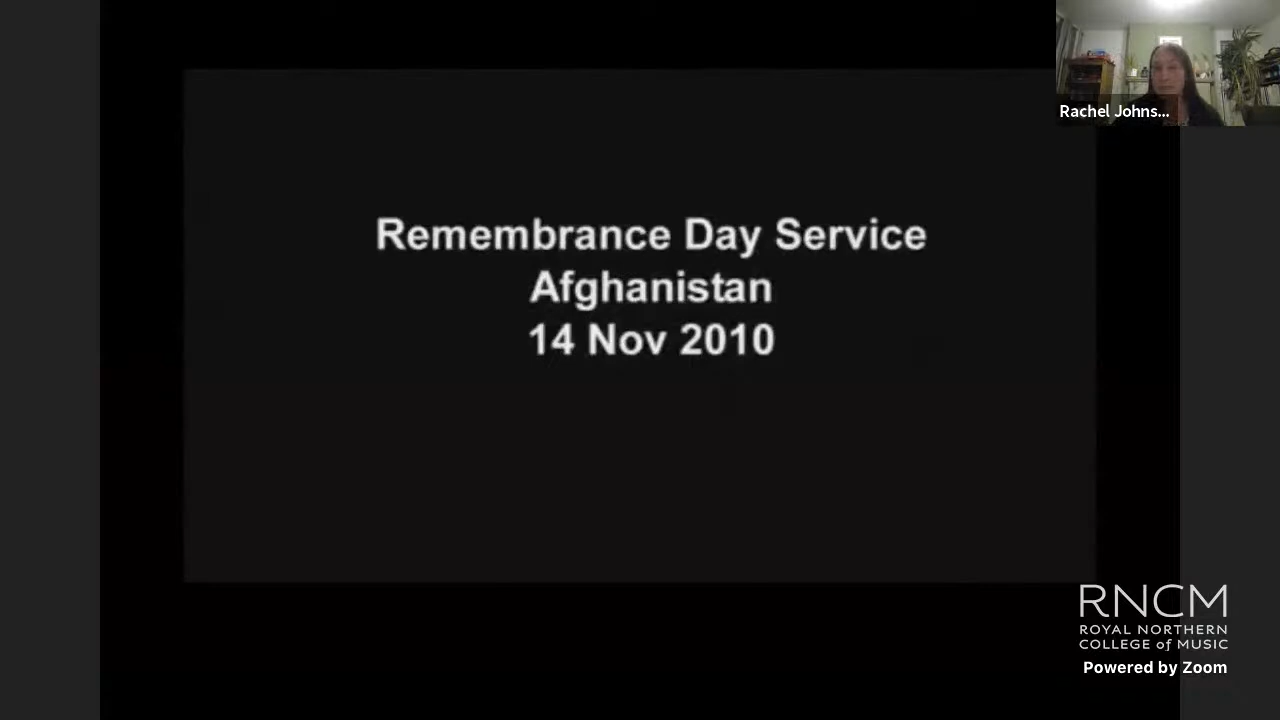 Rachel Johns...
Remembrance Day Service
Afghanistan
14 Nov 2010
RNCM
ROYAL NORTHERN
COLLEGE of MUSIC
Powered by Zoom